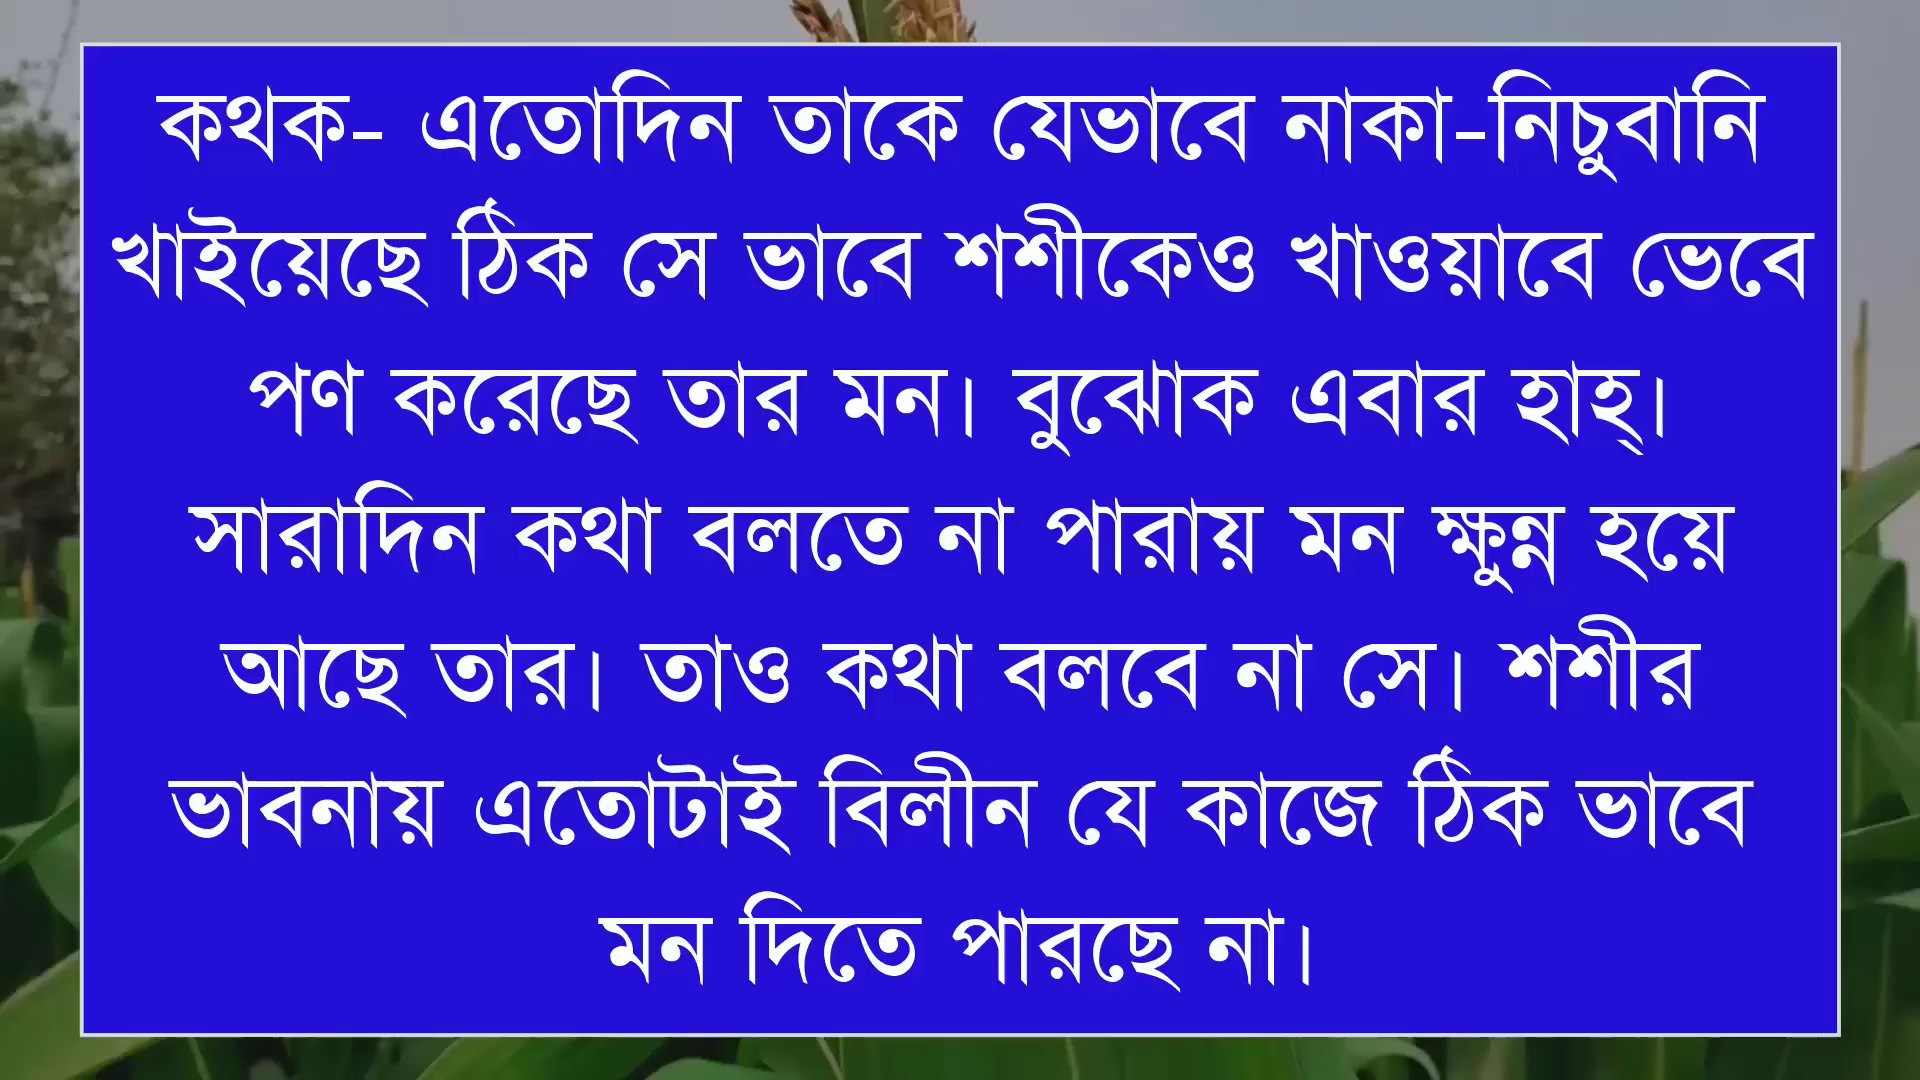 কথক- এতোদিন তাকে যেভাবে নাকা-নিচুবানি
খাইয়েছে ঠিক সে ভাবে শশীকেও খাওয়াবে ভেবে
পণ করেছে তার মন। বুঝোক এবার হাহ্।
সারাদিন কথা বলতে না পারায় মন ক্ষুন্ন হয়ে
আছে তার। তাও কথা বলবে না সে। শশীর
ভাবনায় এতোটাই বিলীন যে কাজে ঠিক ভাবে
মন দিতে পারছে না।